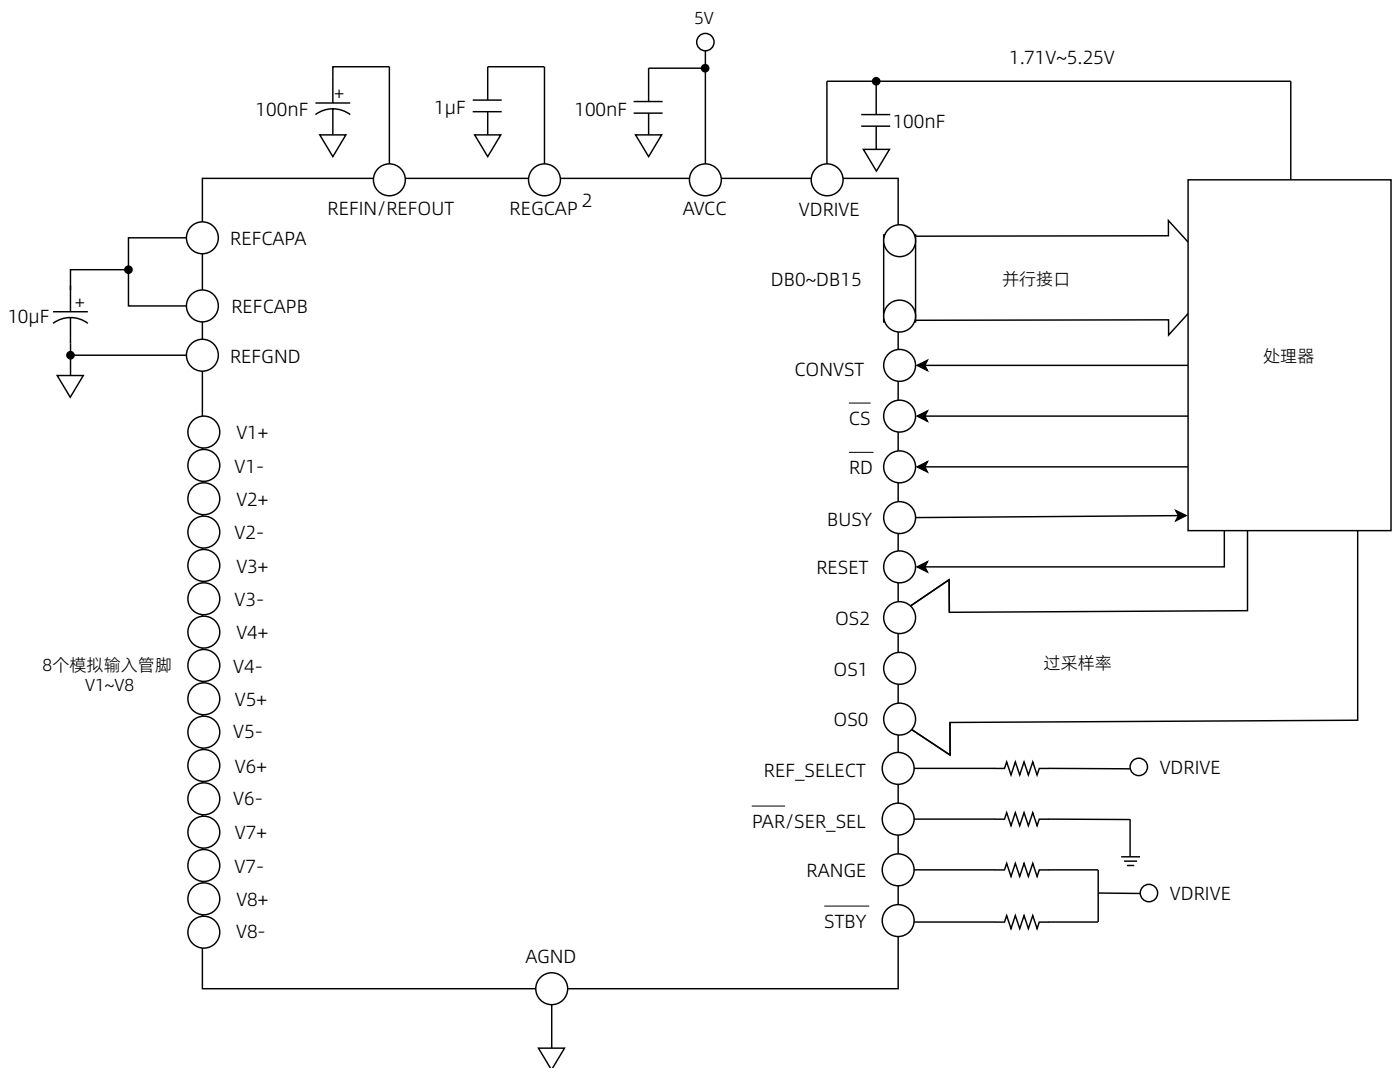 5V
1.71V~5.25V
100nF
+
1μF
100nF
100nF
REFIN/REFOUT
REGCAP 2
AVCC
VDRIVE
REFCAPA
REFCAPB
REFGND
10μF
+
DB0~DB15
并行接口
处理器
CONVST
CS
RD
BUSY
RESET
OS2
OS1
OS0
过采样率
V1+
V1-
V2+
V2-
V3+
V3-
V4+
V4-
V5+
V5-
V6+
V6-
V7+
V7-
V8+
V8-
8个模拟输入管脚
V1~V8
REF_SELECT
VDRIVE
PAR/SER_SEL
RANGE
VDRIVE
STBY
AGND